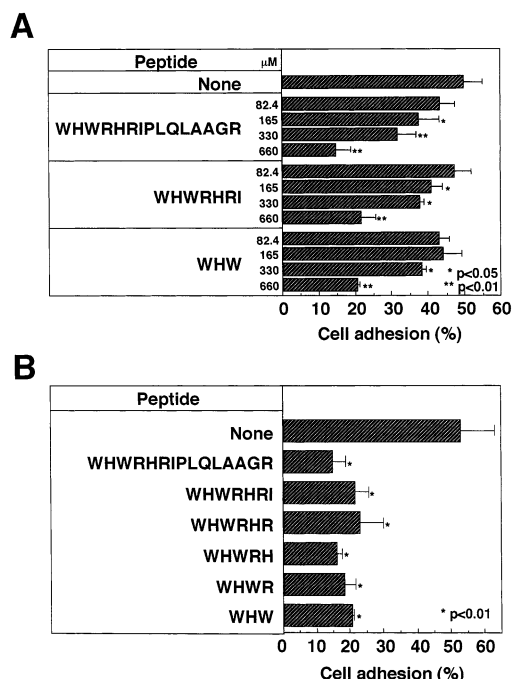 A
Peptide μM
None
WHWRHRIPLQLAAGR
82.4
165 *
330 **
660 **
WHWRHRI
82.4
165 *
330 *
660 **
WHW
82.4
165
330 *
660 **
* p<0.05
** p<0.01
0 10 20 30 40 50 60
Cell adhesion (%)
B
Peptide
None
WHWRHRIPLQLAAGR *
WHWRHRI *
WHWRHR *
WHWRH *
WHWR *
WHW *
* p<0.01
0 10 20 30 40 50 60
Cell adhesion (%)